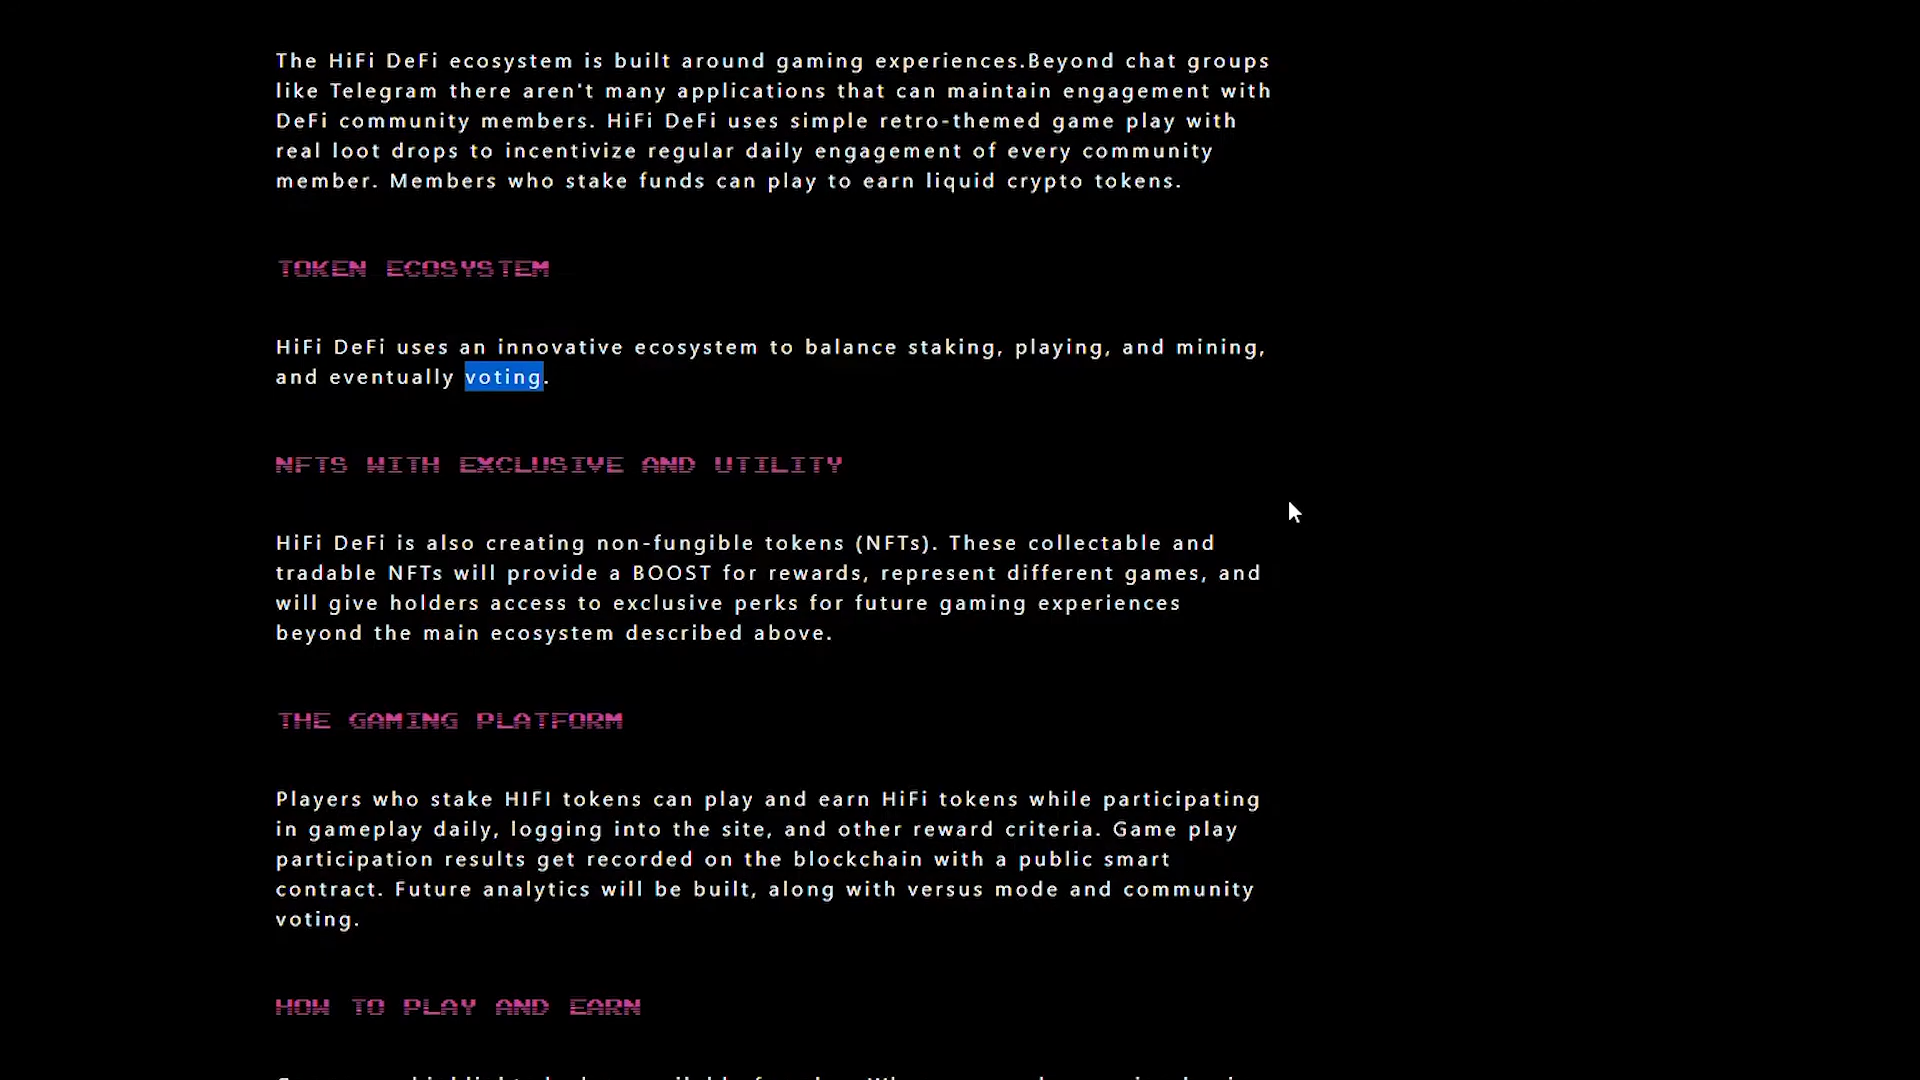 The HiFi DeFi ecosystem is built around gaming experiences.Beyond chat groups
like Telegram there aren't many applications that can maintain engagement with
DeFi community members. HiFi DeFi uses simple retro-themed game play with
real loot drops to incentivize regular daily engagement of every community
member. Members who stake funds can play to earn liquid crypto tokens.
TOKEN ECOSYSTEM
HiFi DeFi uses an innovative ecosystem to balance staking, playing, and mining,
and eventually voting.
NFTS WITH EXCLUSIVE AND UTILITY
HiFi DeFi is also creating non-fungible tokens (NFTs). These collectable and
tradable NFTs will provide a BOOST for rewards, represent different games, and
will give holders access to exclusive perks for future gaming experiences
beyond the main ecosystem described above.
THE GAMING PLATFORM
Players who stake HIFI tokens can play and earn HiFi tokens while participating
in gameplay daily, logging into the site, and other reward criteria. Game play
participation results get recorded on the blockchain with a public smart
contract. Future analytics will be built, along with versus mode and community
voting.
HOW TO PLAY AND EARN